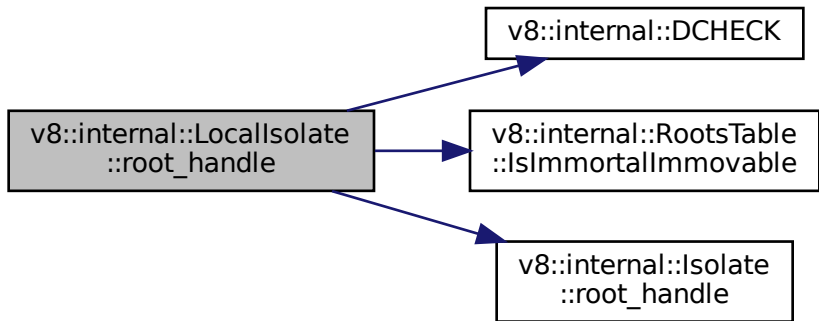 v8::internal::LocalIsolate
::root_handle
v8::internal::DCHECK
v8::internal::RootsTable
::IsImmortalImmovable
v8::internal::Isolate
::root_handle